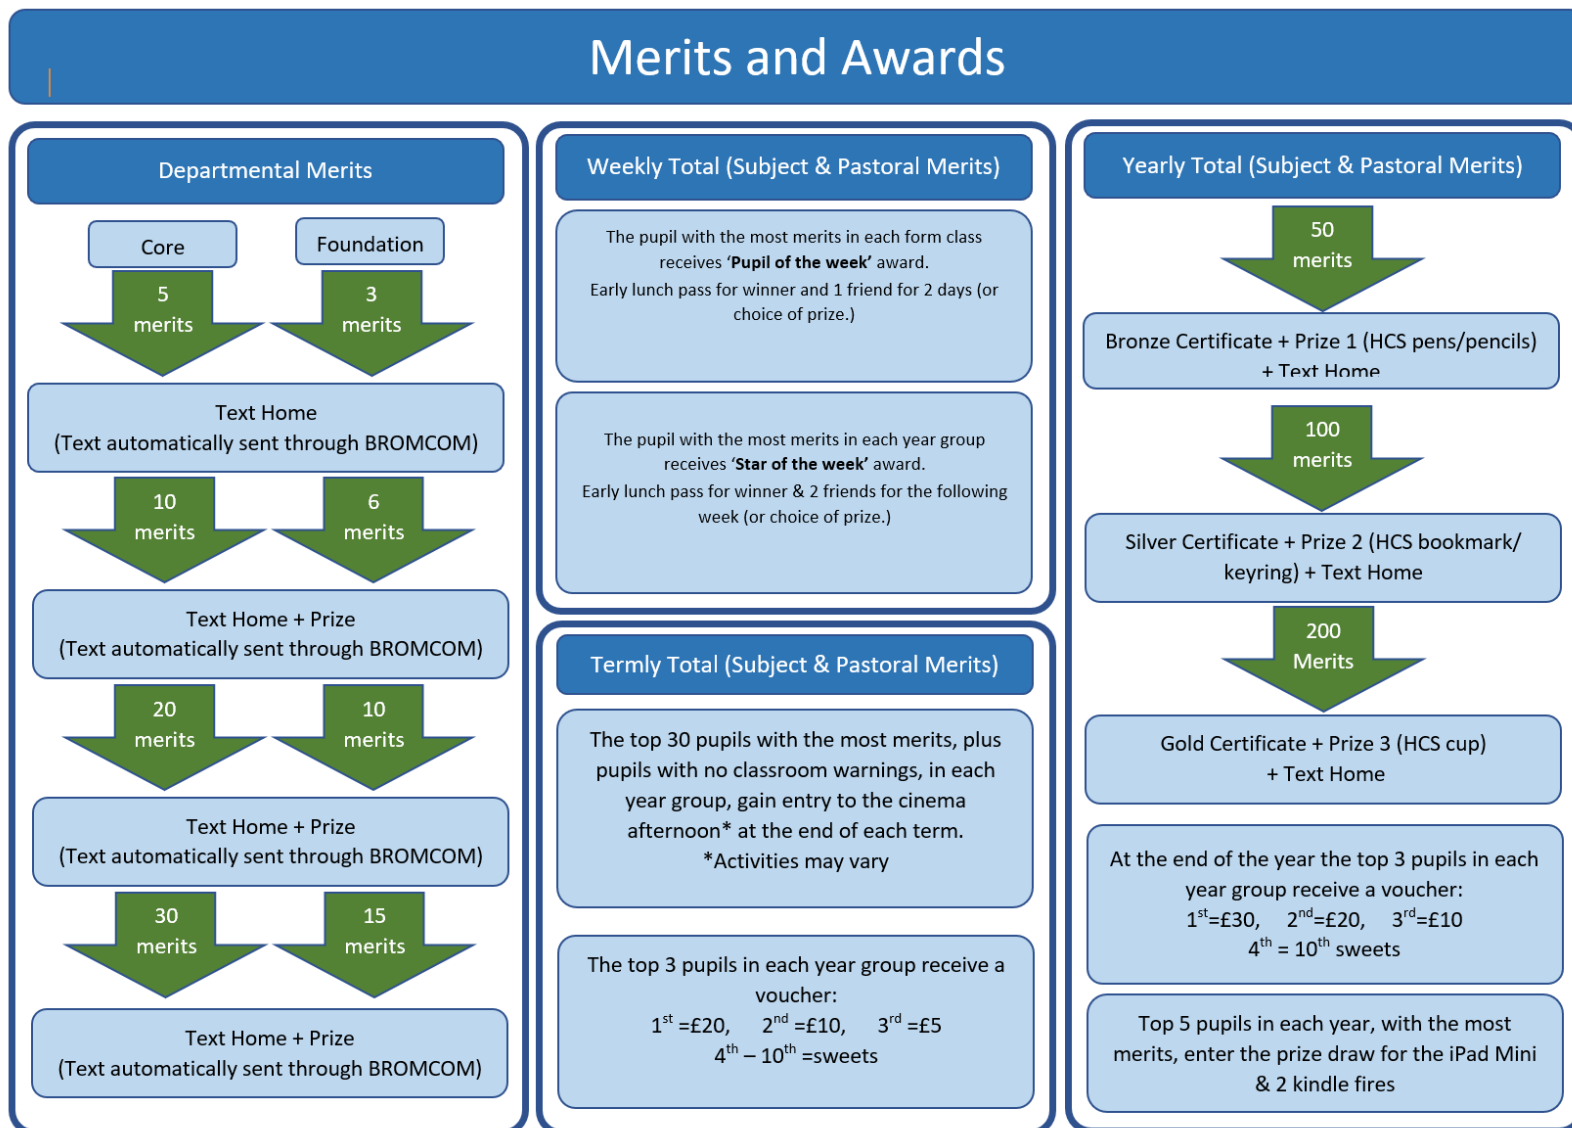 Merits and Awards
Departmental Merits
Core
Foundation
5
merits
3
merits
Text Home
(Text automatically sent through BROMCOM)
10
merits
6
merits
Text Home + Prize
(Text automatically sent through BROMCOM)
20
merits
10
merits
Text Home + Prize
(Text automatically sent through BROMCOM)
30
merits
15
merits
Text Home + Prize
(Text automatically sent through BROMCOM)
Weekly Total (Subject & Pastoral Merits)
The pupil with the most merits in each form class
receives ‘Pupil of the week’ award.
Early lunch pass for winner and 1 friend for 2 days (or
choice of prize.)
The pupil with the most merits in each year group
receives ‘Star of the week’ award.
Early lunch pass for winner & 2 friends for the following
week (or choice of prize.)
Termly Total (Subject & Pastoral Merits)
The top 30 pupils with the most merits, plus
pupils with no classroom warnings, in each
year group, gain entry to the cinema
afternoon* at the end of each term.
*Activities may vary
The top 3 pupils in each year group receive a
voucher:
1st =£20, 2nd =£10, 3rd =£5
4th – 10th =sweets
Yearly Total (Subject & Pastoral Merits)
50
merits
Bronze Certificate + Prize 1 (HCS pens/pencils)
+ Text Home
100
merits
Silver Certificate + Prize 2 (HCS bookmark/
keyring) + Text Home
200
Merits
Gold Certificate + Prize 3 (HCS cup)
+ Text Home
At the end of the year the top 3 pupils in each
year group receive a voucher:
1st=£30, 2nd=£20, 3rd=£10
4th = 10th sweets
Top 5 pupils in each year, with the most
merits, enter the prize draw for the iPad Mini
& 2 kindle fires